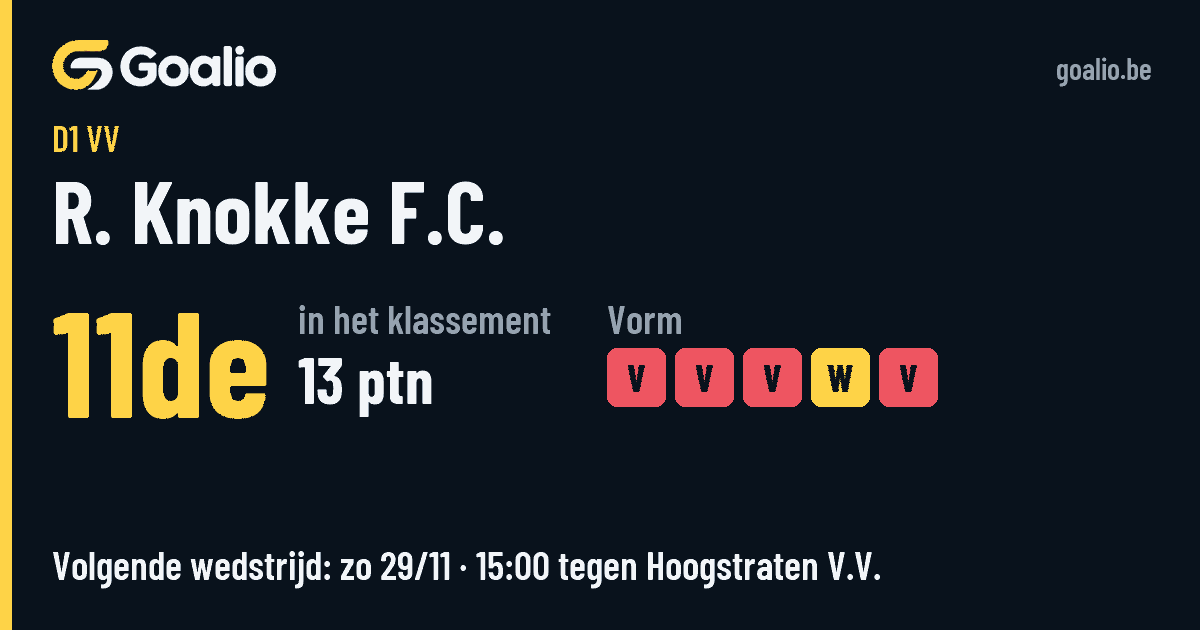 Goalio
goalio.be
D1 VV
R. Knokke F.C.
11de
in het klassement
13 ptn
Vorm
V V V W V
Volgende wedstrijd: zo 29/11 · 15:00 tegen Hoogstraten V.V.